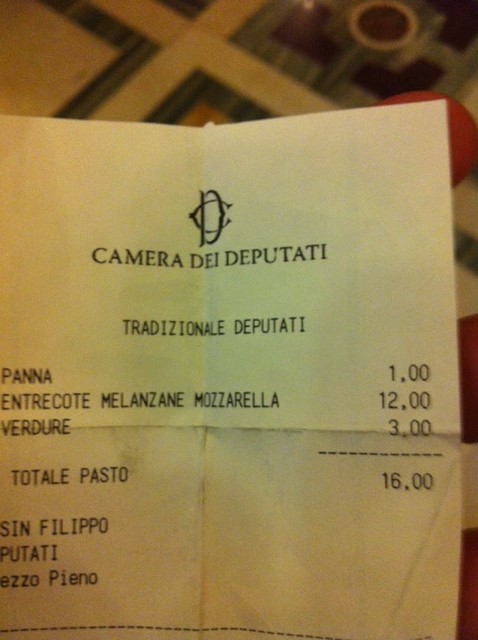 CAMERA DEI DEPUTATI
TRADIZIONALE DEPUTATI
PANNA 1,00
ENTRECOTE MELANZANE MOZZARELLA 12,00
VERDURE 3,00
TOTALE PASTO 16,00
SIN FILIPPO
PUTATI
ezzo Pieno